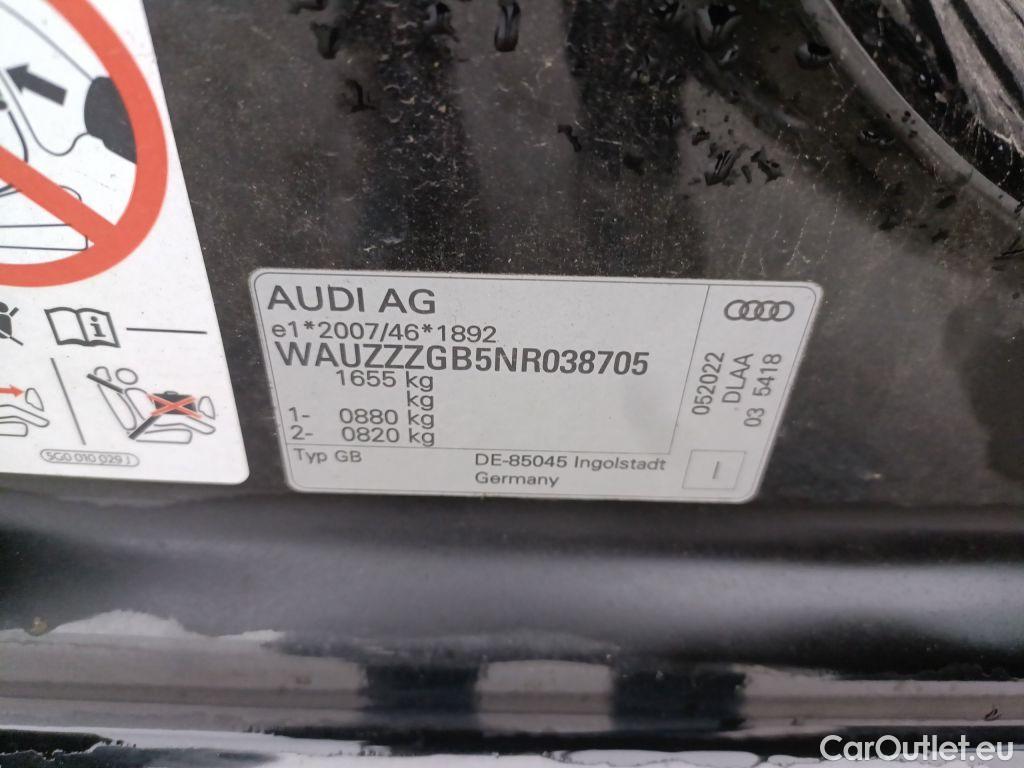 AUDI AG
e1*2007/46*1892
WAUZZZGB5NR038705
1655 kg
kg
1- 0880 kg
2- 0820 kg
Typ GB
DE-85045 Ingolstadt
Germany
052022
DLAA
03 5418
I
i
5G0 010 029 J
CarOutlet.eu